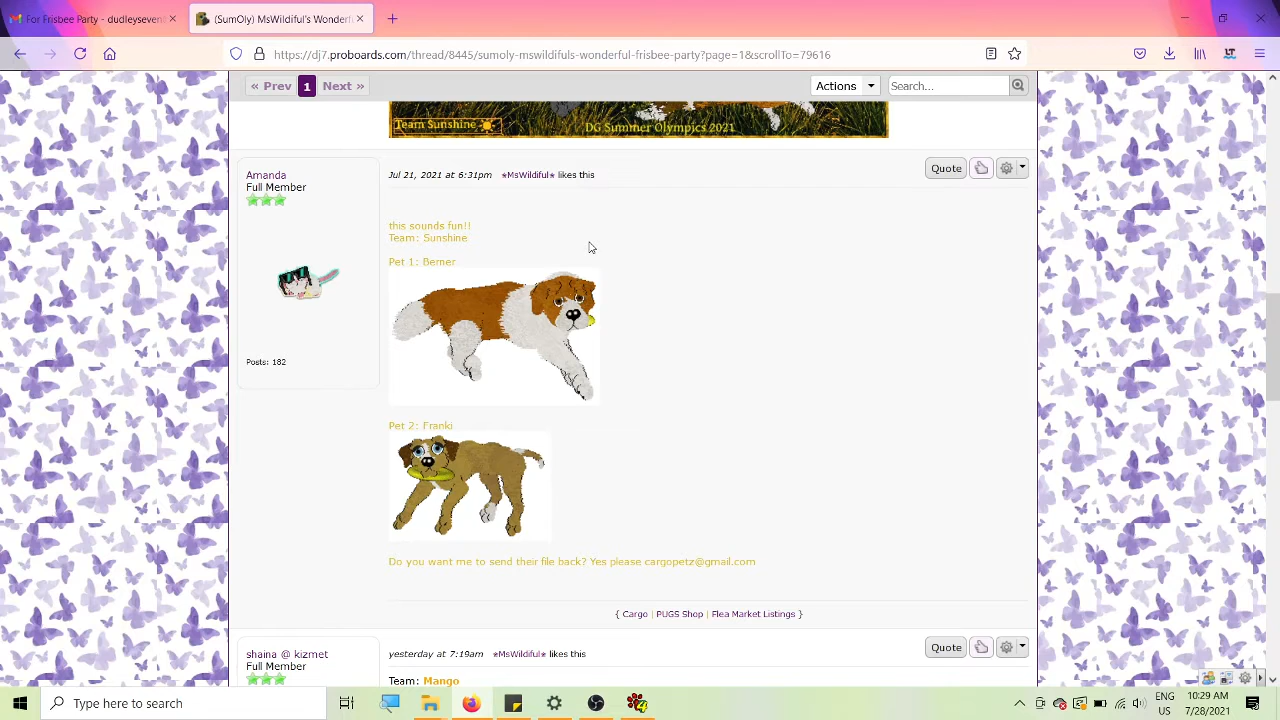 For Frisbee Party - dudleysevent
(SumOly) MsWildiful's Wonderf
https://dj7.proboards.com/thread/8445/sumoly-mswildifuls-wonderful-frisbee-party?page=1&scrollTo=79616
« Prev 1 Next »
Actions
Search...
Team Sunshine
DG Summer Olympics 2021
Amanda
Full Member
Posts: 182
Jul 21, 2021 at 6:31pm *MsWildiful* likes this
Quote
this sounds fun!!
Team: Sunshine
Pet 1: Berner
Pet 2: Franki
Do you want me to send their file back? Yes please cargopetz@gmail.com
{ Cargo | PUGS Shop | Flea Market Listings }
shaina @ kizmet
Full Member
yesterday at 7:19am *MsWildiful* likes this
Quote
Team: Mango
Type here to search
4
ENG
US
10:29 AM
7/28/2021